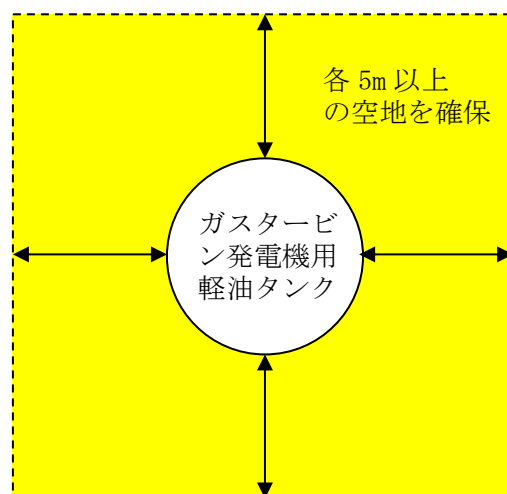 各 5m 以上
の空地を確保
ガスタービ
ン発電機用
軽油タンク